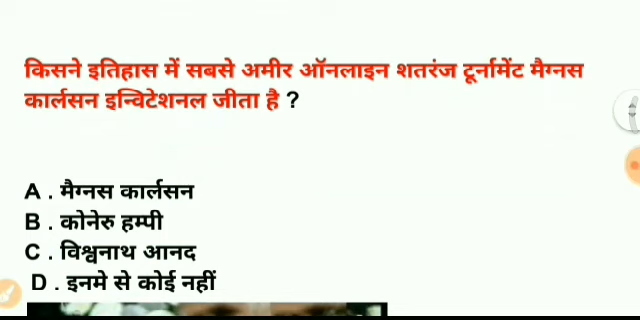 किसने इतिहास में सबसे अमीर ऑनलाइन शतरंज टूर्नामेंट मैग्नस
कार्लसन इन्विटेशनल जीता है ?
A . मैग्नस कार्लसन
B . कोनेरु हम्पी
C . विश्वनाथ आनद
D . इनमे से कोई नहीं